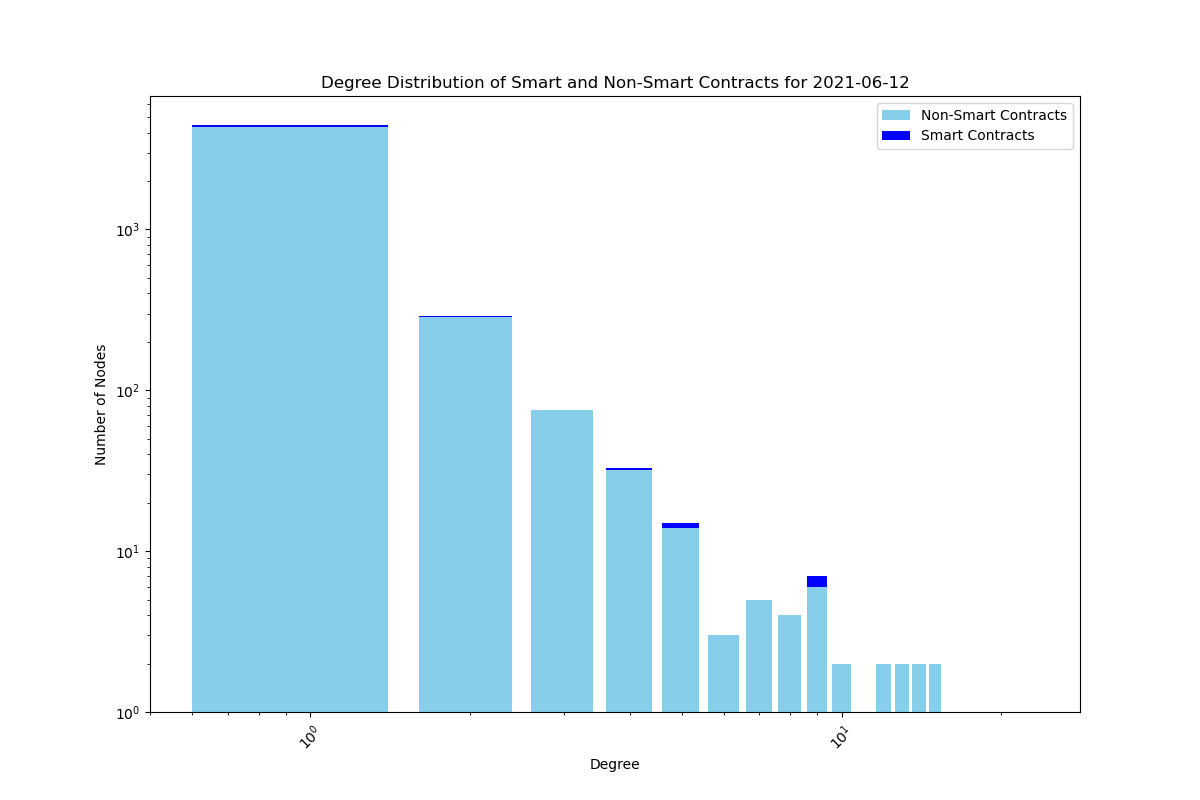 Degree Distribution of Smart and Non-Smart Contracts for 2021-06-12
Non-Smart Contracts
Smart Contracts
Number of Nodes
10³
10²
10¹
10⁰
10⁰
10¹
Degree